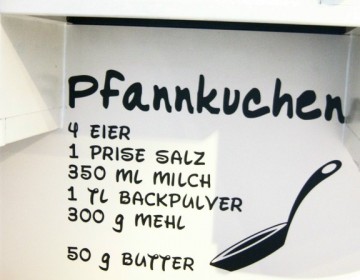 Pfannkuchen
4 EIER
1 PRISE SALZ
350 ML MILCH
1 TL BACKPULVER
300 g MEHL
50 g BUTTER